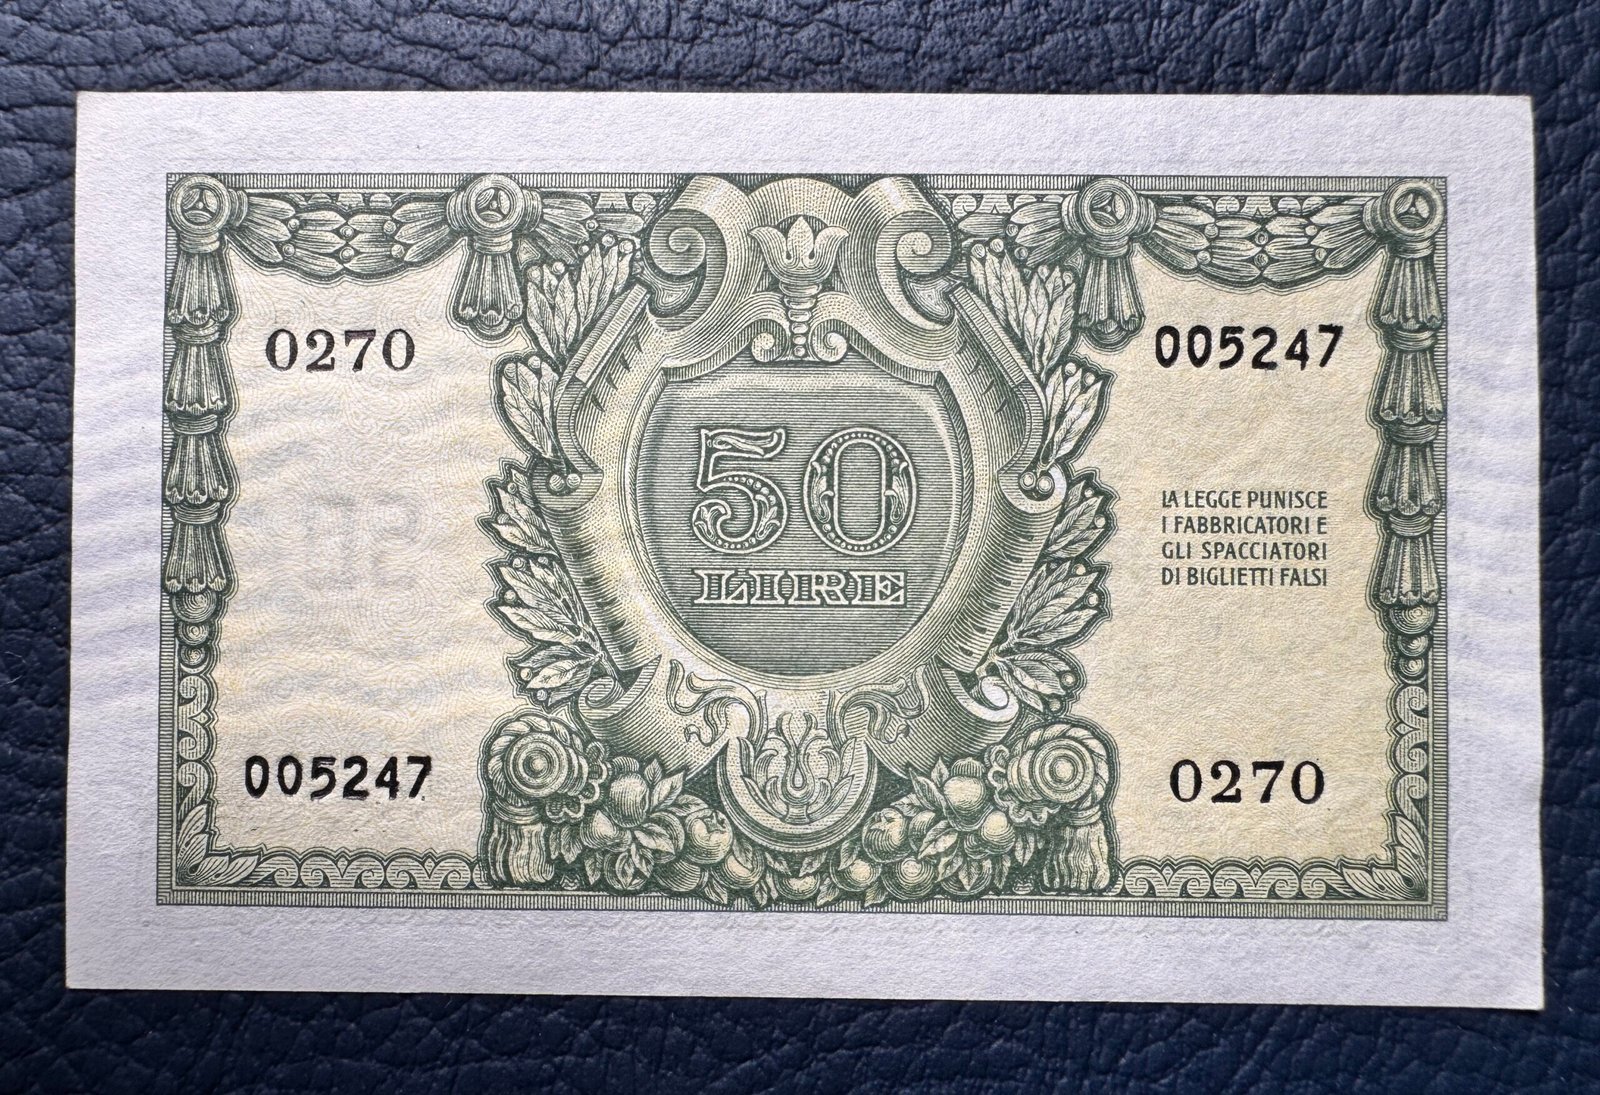 0270
005247
50
LIRE
LA LEGGE PUNISCE
I FABBRICATORI E
GLI SPACCIATORI
DI BIGLIETTI FALSI
005247
0270